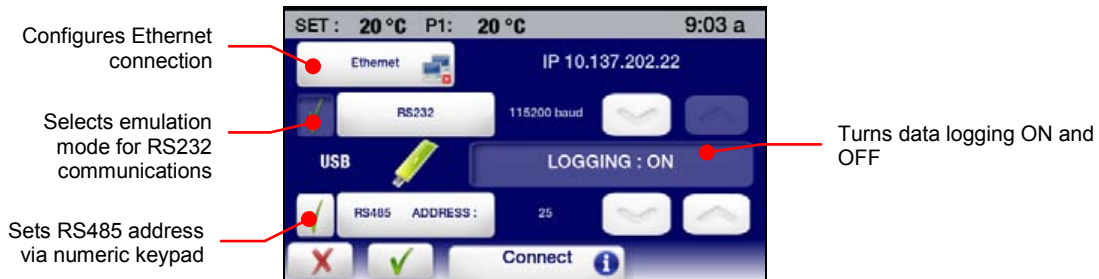 SET : 20 °C P1: 20 °C 9:03 a
Configures Ethernet
connection
Ethernet
IP 10.137.202.22
RS232
115200 baud
Selects emulation
mode for RS232
communications
USB
LOGGING : ON
Turns data logging ON and
OFF
RS485 ADDRESS :
25
Sets RS485 address
via numeric keypad
Connect